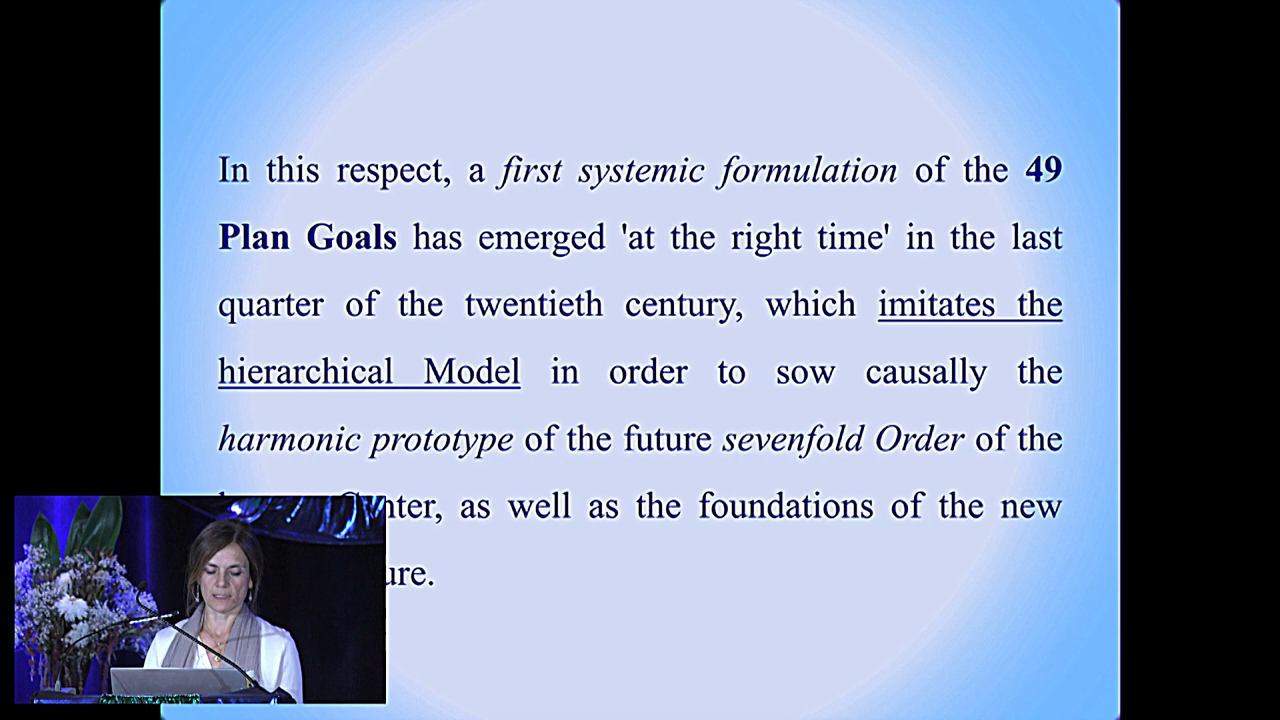 In this respect, a first systemic formulation of the 49
Plan Goals has emerged 'at the right time' in the last
quarter of the twentieth century, which imitates the
hierarchical Model in order to sow causally the
harmonic prototype of the future sevenfold Order of the
as well as the foundations of the new